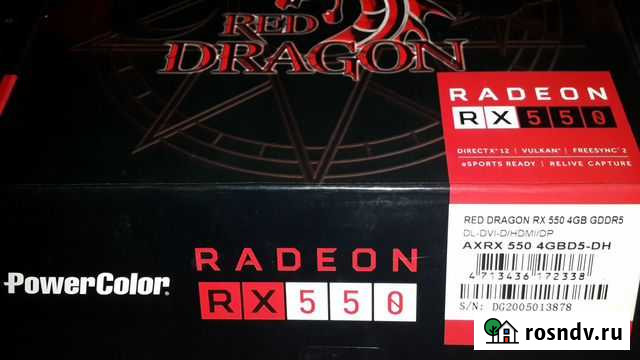 RED
DRAGON
RADEON
RX 550
DIRECTX® 12 | VULKAN® | FREESYNC™ 2
eSPORTS READY | RELIVE CAPTURE
RED DRAGON RX 550 4GB GDDR5
DL-DVI-D/HDMI/DP
AXRX 550 4GBD5-DH
4 713436 172338
S/N: DG2005013878
PowerColor®
RADEON
RX 550
rosndv.ru